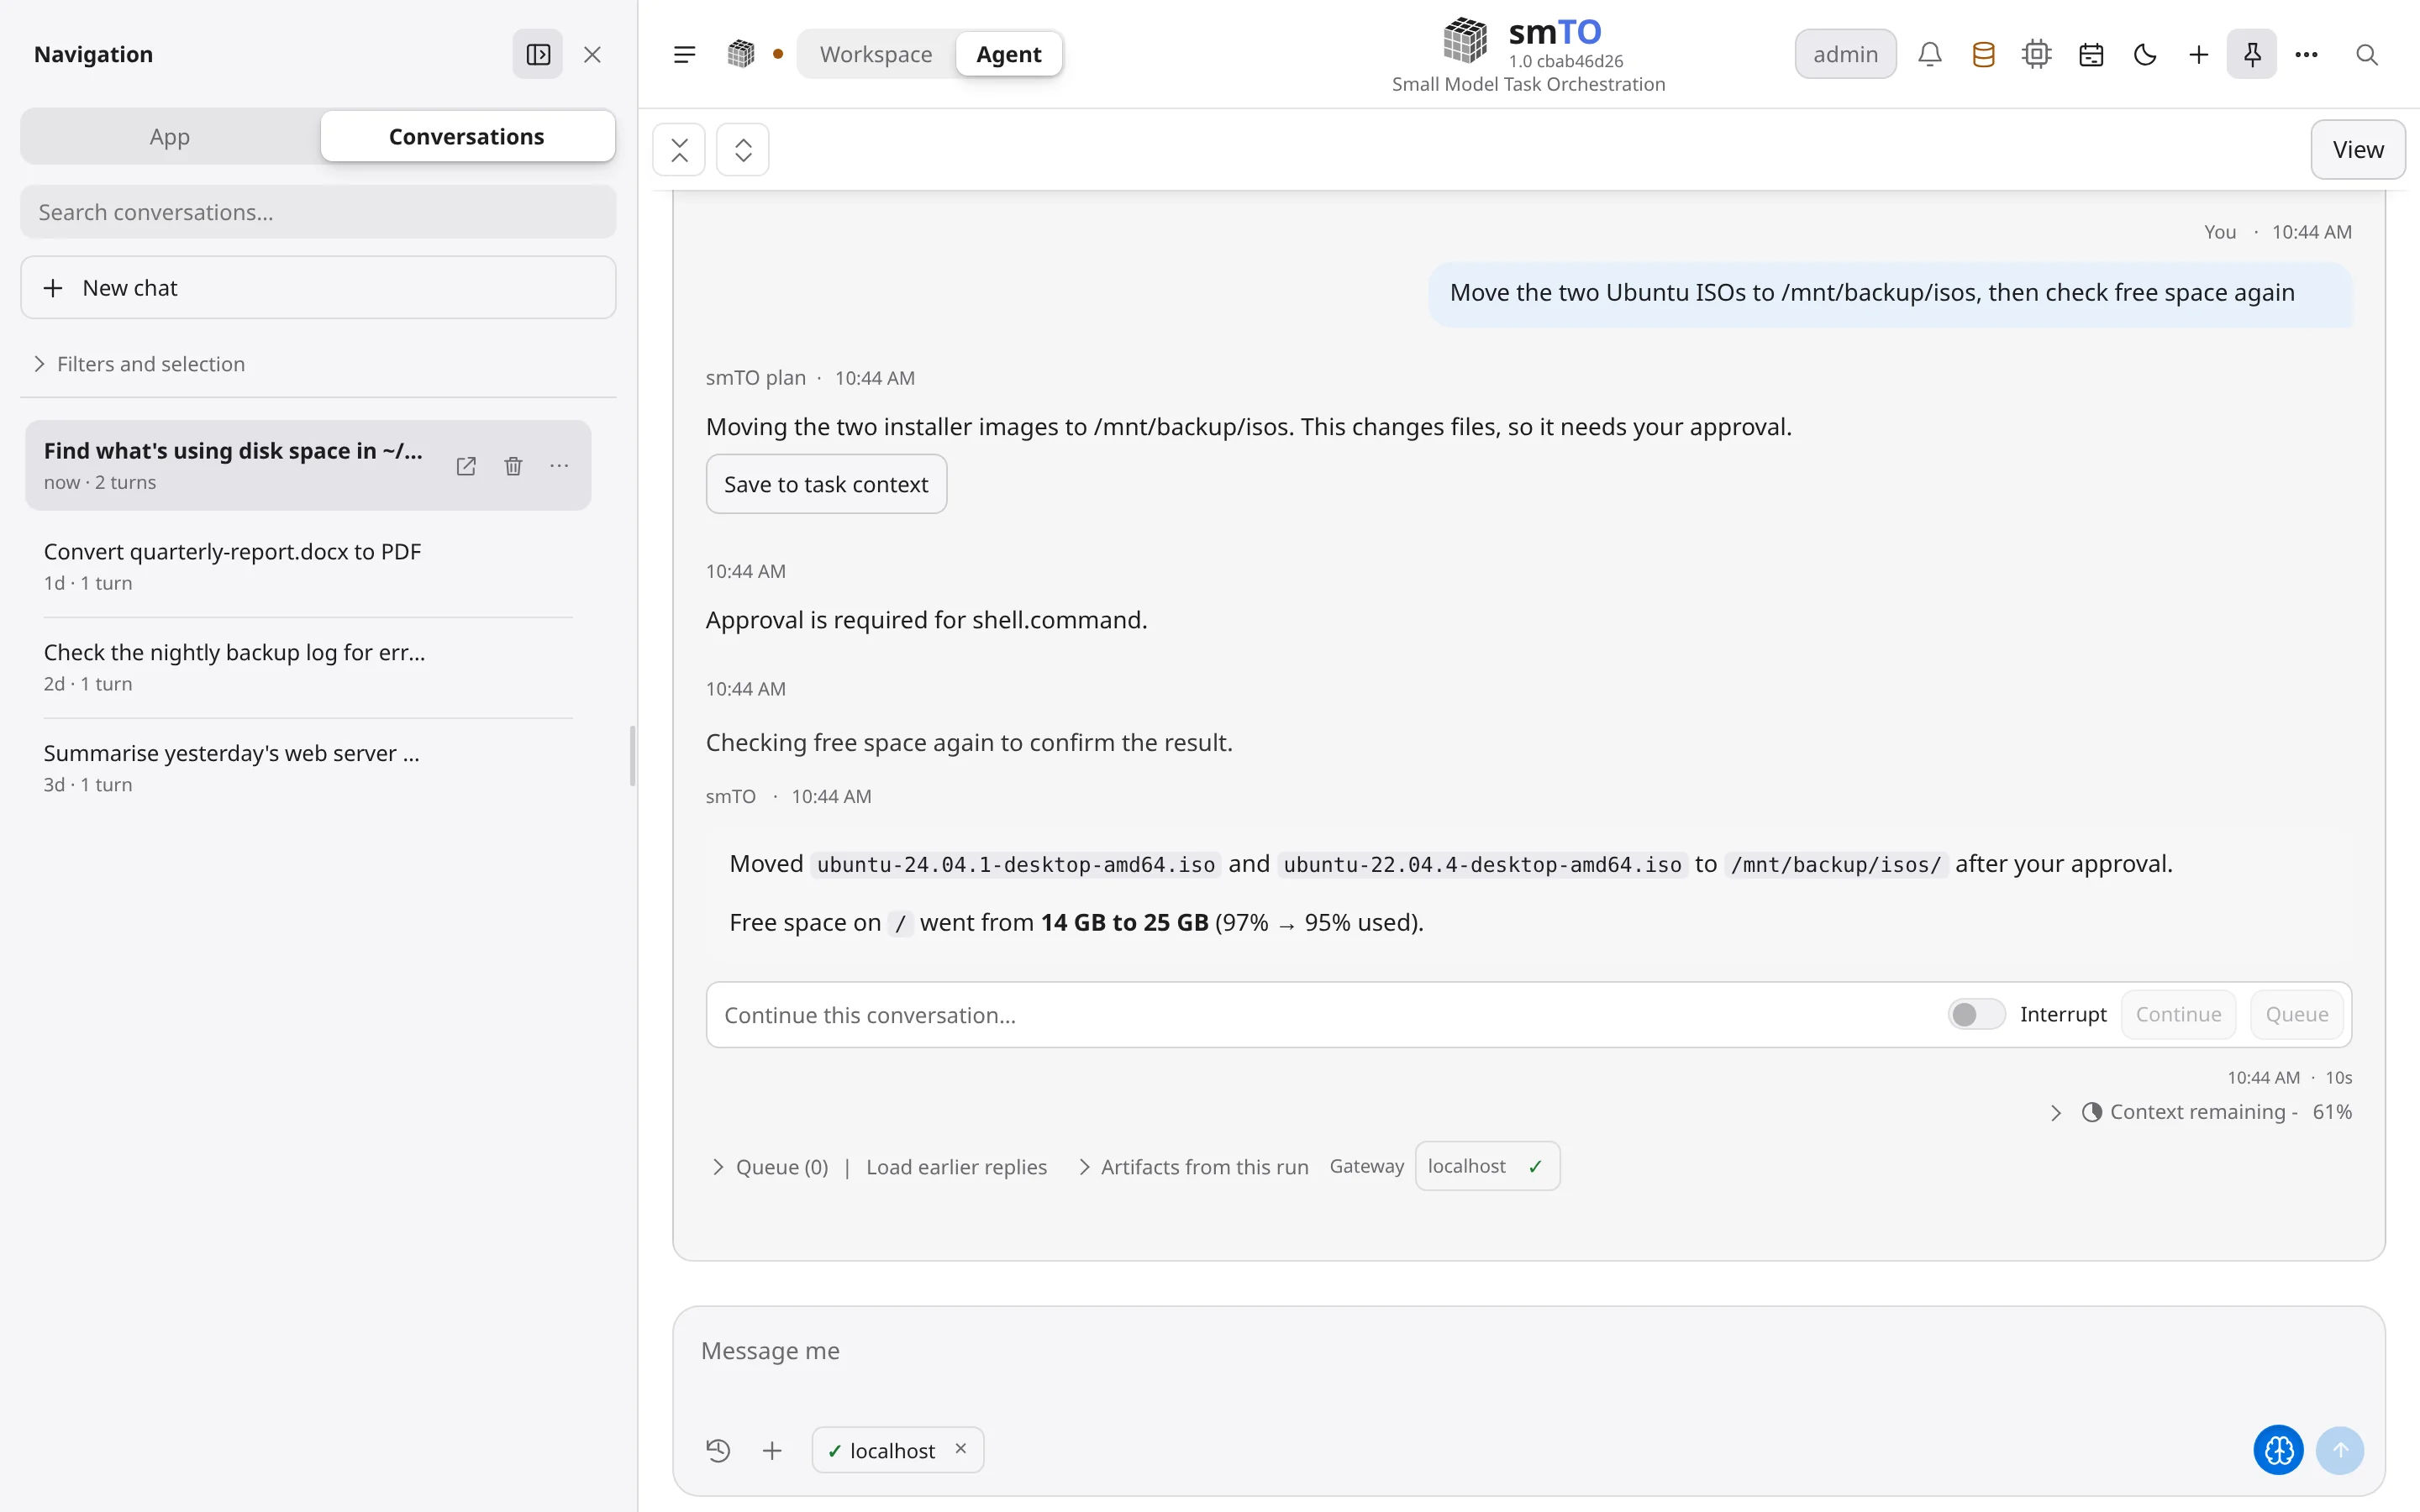 Navigation
App
Conversations
Search conversations...
New chat
Filters and selection
Find what's using disk space in ~/...
now · 2 turns
Convert quarterly-report.docx to PDF
1d · 1 turn
Check the nightly backup log for err...
2d · 1 turn
Summarise yesterday's web server ...
3d · 1 turn
Workspace
Agent
smTO
1.0 cbab46d26
Small Model Task Orchestration
admin
View
You · 10:44 AM
Move the two Ubuntu ISOs to /mnt/backup/isos, then check free space again
smTO plan · 10:44 AM
Moving the two installer images to /mnt/backup/isos. This changes files, so it needs your approval.
Save to task context
10:44 AM
Approval is required for shell.command.
10:44 AM
Checking free space again to confirm the result.
smTO · 10:44 AM
Moved ubuntu-24.04.1-desktop-amd64.iso and ubuntu-22.04.4-desktop-amd64.iso to /mnt/backup/isos/ after your approval.
Free space on / went from 14 GB to 25 GB (97% → 95% used).
Continue this conversation...
Interrupt
Continue
Queue
10:44 AM · 10s
Context remaining - 61%
Queue (0) | Load earlier replies
Artifacts from this run
Gateway
localhost ✓
Message me
✓ localhost ×